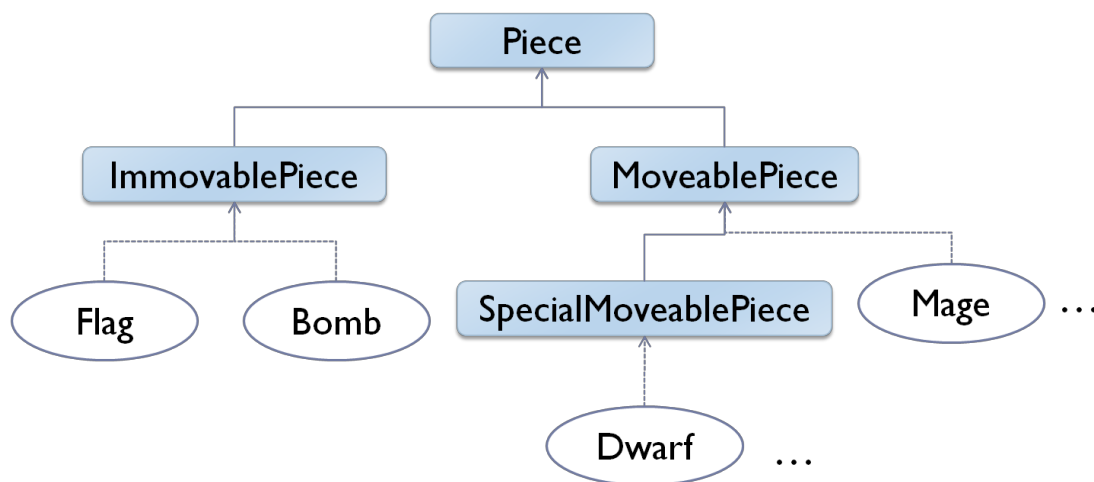 Piece
ImmovablePiece
MoveablePiece
Flag
Bomb
SpecialMoveablePiece
Mage
...
Dwarf
...